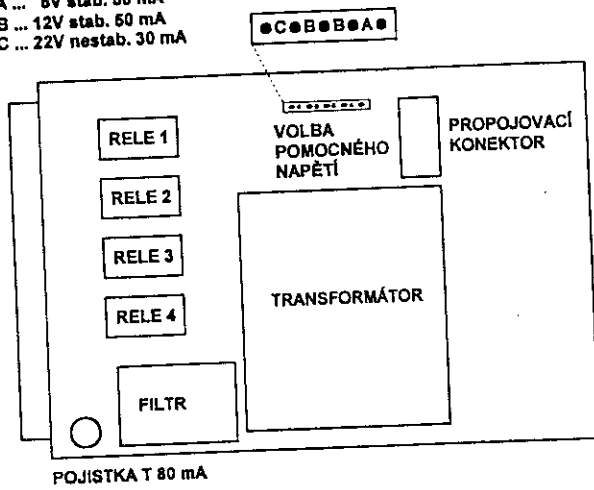 B ... 12V stab. 50 mA
C ... 22V nestab. 30 mA
●C●B●B●A●
RELE 1
RELE 2
RELE 3
RELE 4
VOLBA
POMOCNÉHO
NAPĚTÍ
PROPOJOVACÍ
KONEKTOR
TRANSFORMÁTOR
FILTR
POJISTKA T 80 mA